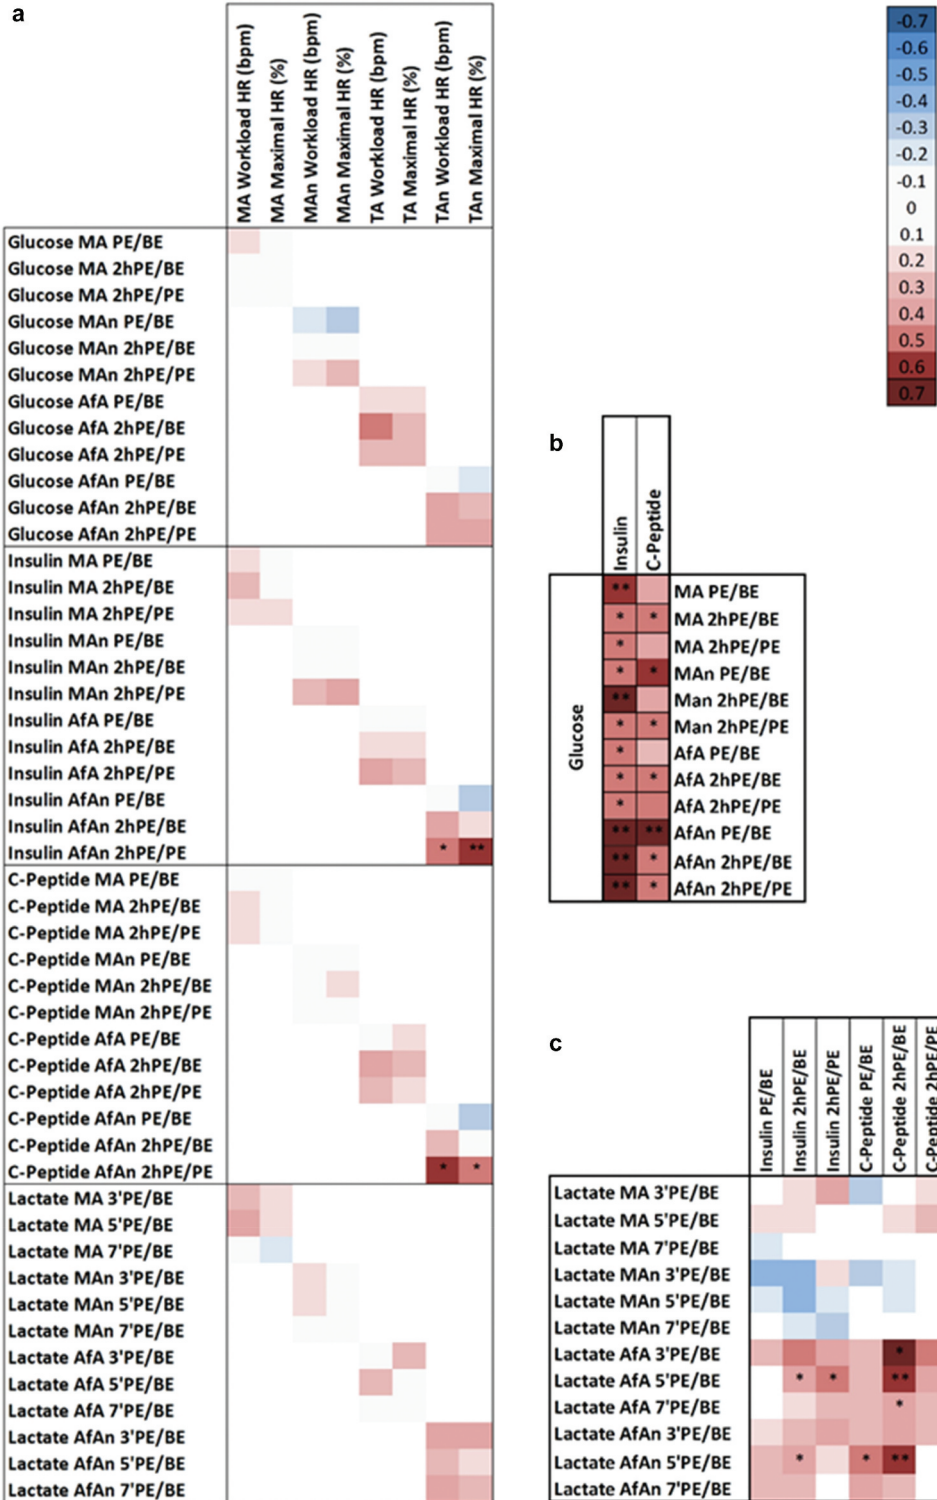 a
MA Workload HR (bpm)
MA Maximal HR (%)
MAn Workload HR (bpm)
MAn Maximal HR (%)
TA Workload HR (bpm)
TA Maximal HR (%)
TAn Workload HR (bpm)
TAn Maximal HR (%)
Glucose MA PE/BE
Glucose MA 2hPE/BE
Glucose MA 2hPE/PE
Glucose MAn PE/BE
Glucose MAn 2hPE/BE
Glucose MAn 2hPE/PE
Glucose AfA PE/BE
Glucose AfA 2hPE/BE
Glucose AfA 2hPE/PE
Glucose AfAn PE/BE
Glucose AfAn 2hPE/BE
Glucose AfAn 2hPE/PE
Insulin MA PE/BE
Insulin MA 2hPE/BE
Insulin MA 2hPE/PE
Insulin MAn PE/BE
Insulin MAn 2hPE/BE
Insulin MAn 2hPE/PE
Insulin AfA PE/BE
Insulin AfA 2hPE/BE
Insulin AfA 2hPE/PE
Insulin AfAn PE/BE
Insulin AfAn 2hPE/BE
Insulin AfAn 2hPE/PE * **
C-Peptide MA PE/BE
C-Peptide MA 2hPE/BE
C-Peptide MA 2hPE/PE
C-Peptide MAn PE/BE
C-Peptide MAn 2hPE/BE
C-Peptide MAn 2hPE/PE
C-Peptide AfA PE/BE
C-Peptide AfA 2hPE/BE
C-Peptide AfA 2hPE/PE
C-Peptide AfAn PE/BE
C-Peptide AfAn 2hPE/BE
C-Peptide AfAn 2hPE/PE * *
Lactate MA 3'PE/BE
Lactate MA 5'PE/BE
Lactate MA 7'PE/BE
Lactate MAn 3'PE/BE
Lactate MAn 5'PE/BE
Lactate MAn 7'PE/BE
Lactate AfA 3'PE/BE
Lactate AfA 5'PE/BE
Lactate AfA 7'PE/BE
Lactate AfAn 3'PE/BE
Lactate AfAn 5'PE/BE
Lactate AfAn 7'PE/BE
-0.7
-0.6
-0.5
-0.4
-0.3
-0.2
-0.1
0
0.1
0.2
0.3
0.4
0.5
0.6
0.7
b
Insulin
C-Peptide
Glucose
** MA PE/BE
* * MA 2hPE/BE
* MA 2hPE/PE
* * MAn PE/BE
** Man 2hPE/BE
* * Man 2hPE/PE
* AfA PE/BE
* * AfA 2hPE/BE
* AfA 2hPE/PE
** ** AfAn PE/BE
** * AfAn 2hPE/BE
** * AfAn 2hPE/PE
c
Insulin PE/BE
Insulin 2hPE/BE
Insulin 2hPE/PE
C-Peptide PE/BE
C-Peptide 2hPE/BE
C-Peptide 2hPE/PE
Lactate MA 3'PE/BE
Lactate MA 5'PE/BE
Lactate MA 7'PE/BE
Lactate MAn 3'PE/BE
Lactate MAn 5'PE/BE
Lactate MAn 7'PE/BE
Lactate AfA 3'PE/BE *
Lactate AfA 5'PE/BE * * **
Lactate AfA 7'PE/BE *
Lactate AfAn 3'PE/BE
Lactate AfAn 5'PE/BE * * **
Lactate AfAn 7'PE/BE